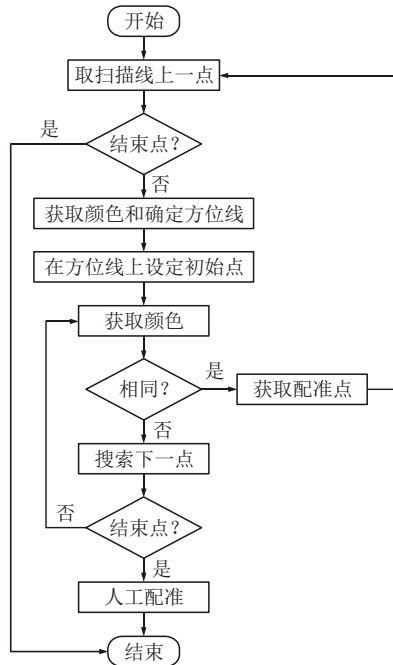 开始
取扫描线上一点
是
结束点？
否
获取颜色和确定方位线
在方位线上设定初始点
获取颜色
相同？
是
获取配准点
否
搜索下一点
否
结束点？
是
人工配准
结束